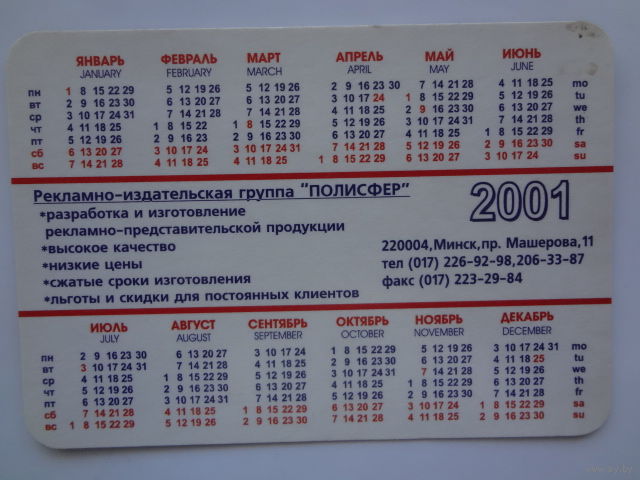 ЯНВАРЬ ФЕВРАЛЬ МАРТ АПРЕЛЬ МАЙ ИЮНЬ
JANUARY FEBRUARY MARCH APRIL MAY JUNE
пн 1 8 15 22 29 5 12 19 26 5 12 19 26 2 9 16 23 30 7 14 21 28 4 11 18 25 mo
вт 2 9 16 23 30 6 13 20 27 6 13 20 27 3 10 17 24 1 8 15 22 29 5 12 19 26 tu
ср 3 10 17 24 31 7 14 21 28 7 14 21 28 4 11 18 25 2 9 16 23 30 6 13 20 27 we
чт 4 11 18 25 1 8 15 22 1 8 15 22 29 5 12 19 26 3 10 17 24 31 7 14 21 28 th
пт 5 12 19 26 2 9 16 23 2 9 16 23 30 6 13 20 27 4 11 18 25 1 8 15 22 29 fr
сб 6 13 20 27 3 10 17 24 3 10 17 24 31 7 14 21 28 5 12 19 26 2 9 16 23 30 sa
вс 7 14 21 28 4 11 18 25 4 11 18 25 1 8 15 22 29 6 13 20 27 3 10 17 24 su
Рекламно-издательская группа "ПОЛИСФЕР"
2001
*разработка и изготовление
рекламно-представительской продукции
*высокое качество
*низкие цены
*сжатые сроки изготовления
*льготы и скидки для постоянных клиентов
220004,Минск,пр. Машерова,11
тел (017) 226-92-98,206-33-87
факс (017) 223-29-84
ИЮЛЬ АВГУСТ СЕНТЯБРЬ ОКТЯБРЬ НОЯБРЬ ДЕКАБРЬ
JULY AUGUST SEPTEMBER OCTOBER NOVEMBER DECEMBER
пн 2 9 16 23 30 6 13 20 27 3 10 17 24 1 8 15 22 29 5 12 19 26 3 10 17 24 31 mo
вт 3 10 17 24 31 7 14 21 28 4 11 18 25 2 9 16 23 30 6 13 20 27 4 11 18 25 tu
ср 4 11 18 25 1 8 15 22 29 5 12 19 26 3 10 17 24 31 7 14 21 28 5 12 19 26 we
чт 5 12 19 26 2 9 16 23 30 6 13 20 27 4 11 18 25 1 8 15 22 29 6 13 20 27 th
пт 6 13 20 27 3 10 17 24 31 7 14 21 28 5 12 19 26 2 9 16 23 30 7 14 21 28 fr
сб 7 14 21 28 4 11 18 25 1 8 15 22 29 6 13 20 27 3 10 17 24 1 8 15 22 29 sa
вс 1 8 15 22 29 5 12 19 26 2 9 16 23 30 7 14 21 28 4 11 18 25 2 9 16 23 30 su